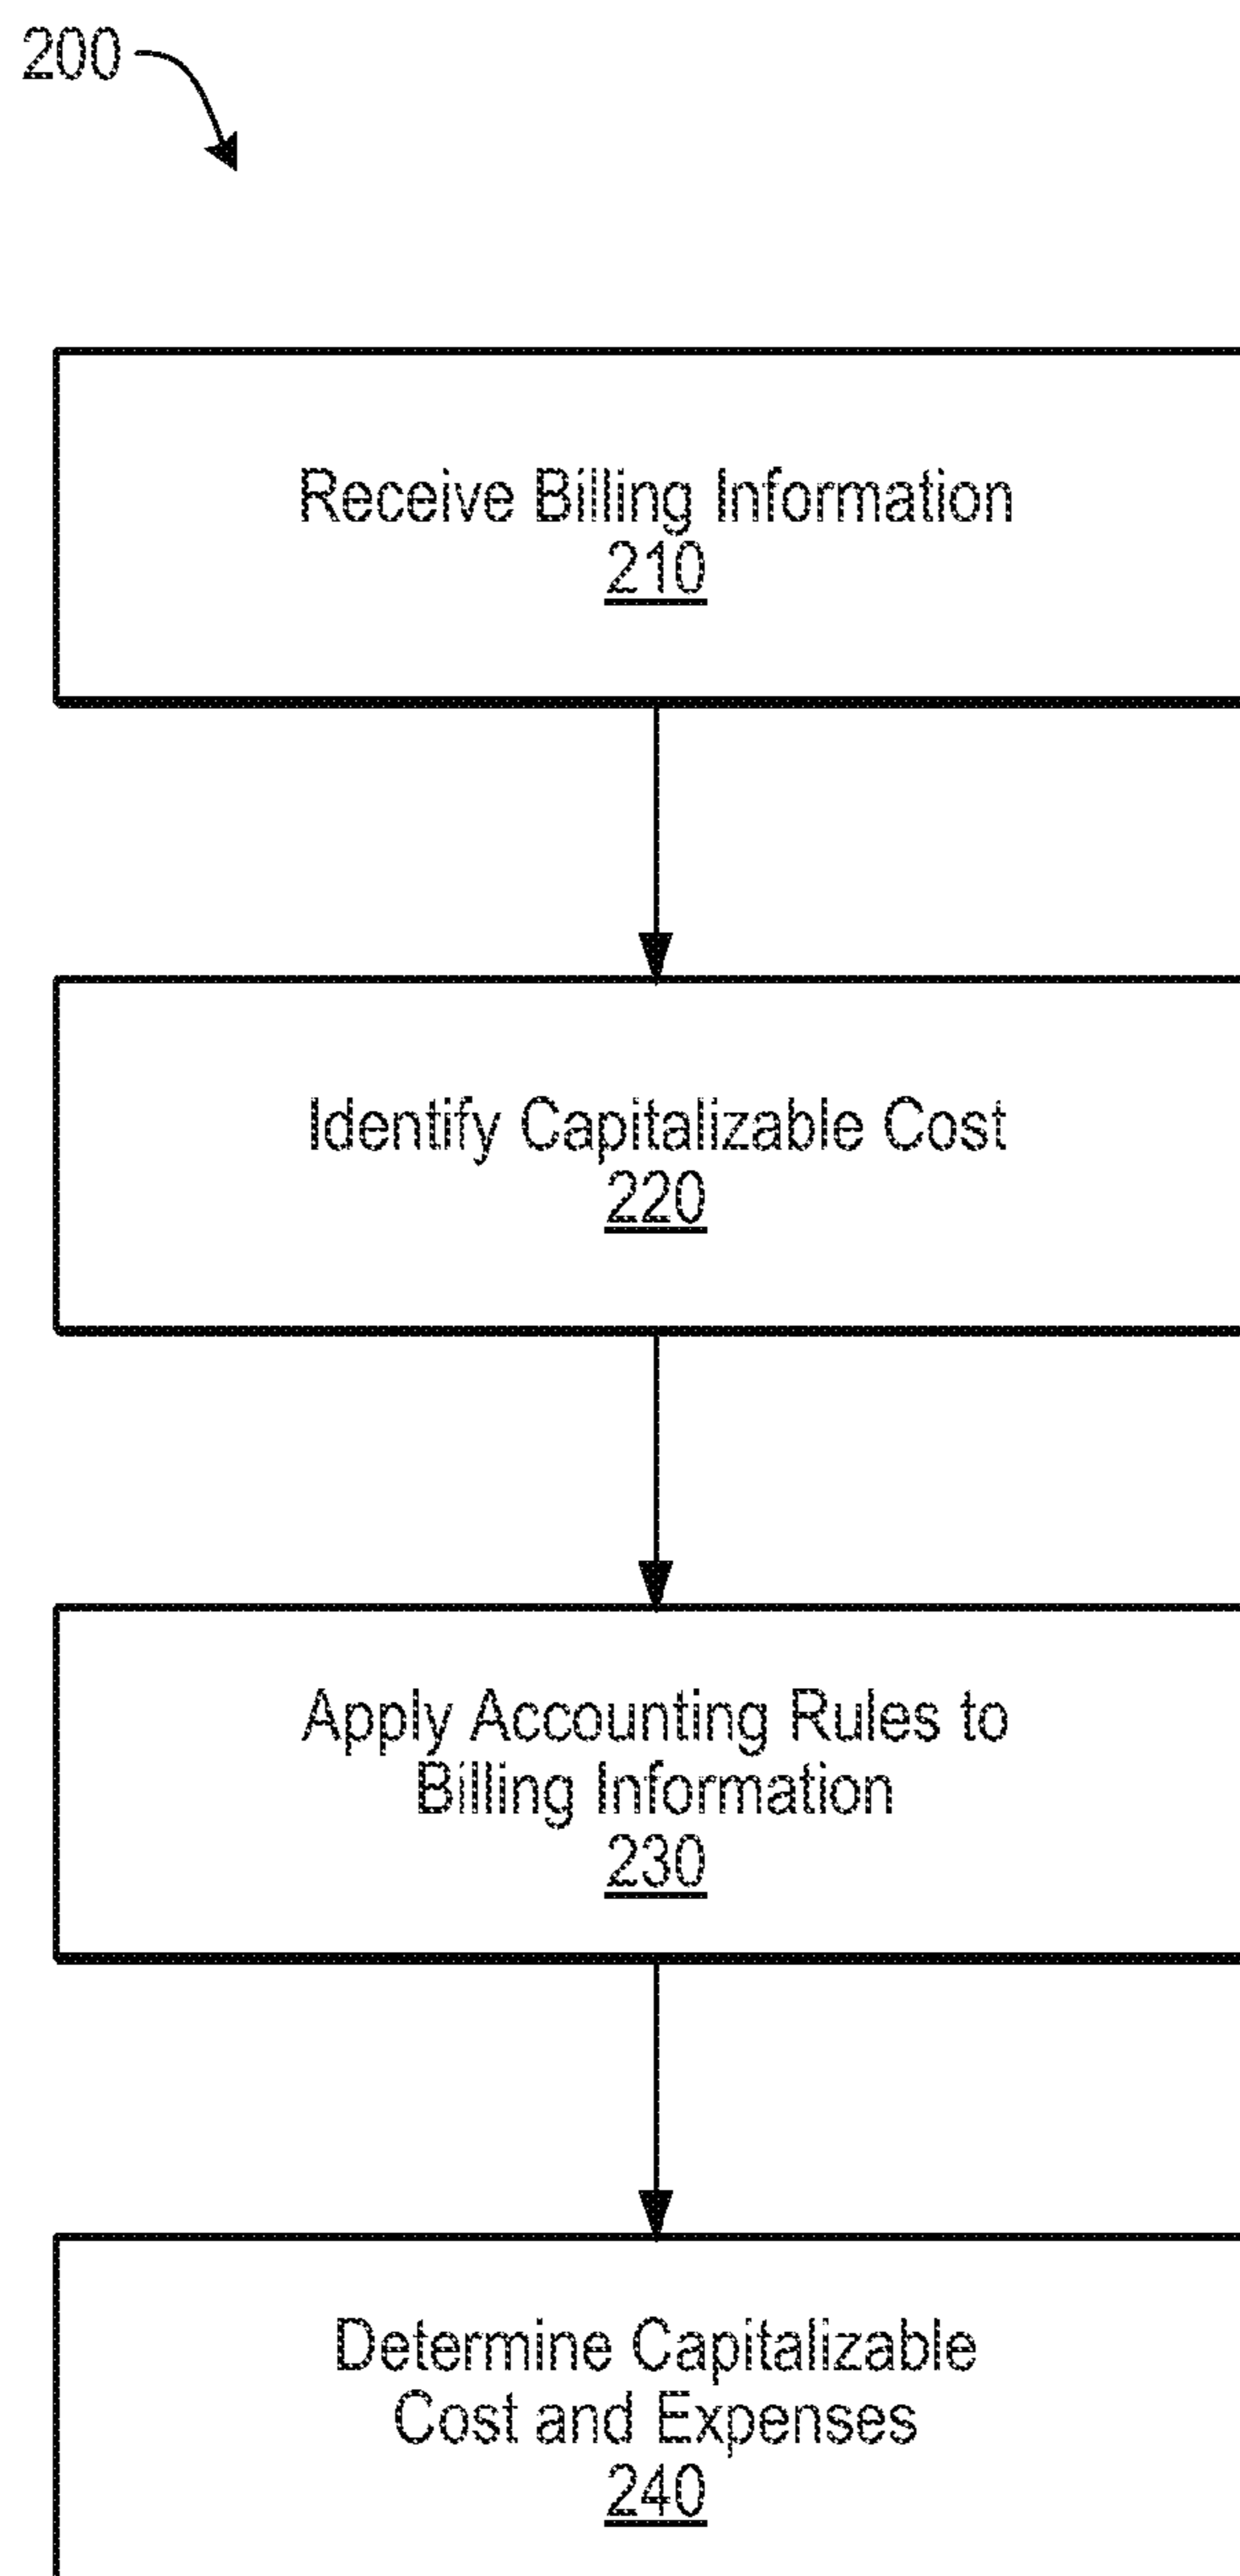 200
Receive Billing Information
210
Identify Capitalizable Cost
220
Apply Accounting Rules to
Billing Information
230
Determine Capitalizable
Cost and Expenses
240